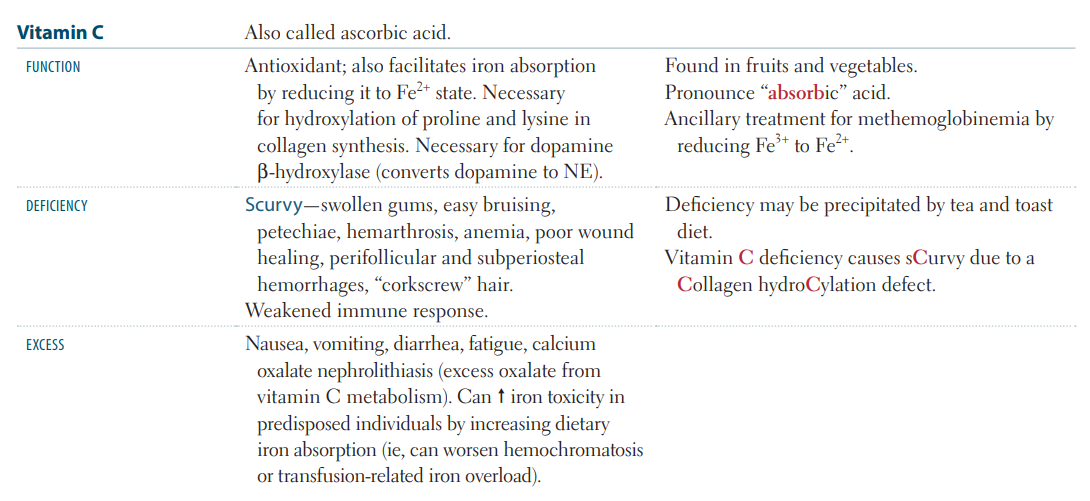 Vitamin C Also called ascorbic acid.
FUNCTION
Antioxidant; also facilitates iron absorption
by reducing it to Fe²⁺ state. Necessary
for hydroxylation of proline and lysine in
collagen synthesis. Necessary for dopamine
β-hydroxylase (converts dopamine to NE).
Found in fruits and vegetables.
Pronounce “absorbic” acid.
Ancillary treatment for methemoglobinemia by
reducing Fe³⁺ to Fe²⁺.
DEFICIENCY
Scurvy—swollen gums, easy bruising,
petechiae, hemarthrosis, anemia, poor wound
healing, perifollicular and subperiosteal
hemorrhages, “corkscrew” hair.
Weakened immune response.
Deficiency may be precipitated by tea and toast
diet.
Vitamin C deficiency causes sCurvy due to a
Collagen hydroCylation defect.
EXCESS
Nausea, vomiting, diarrhea, fatigue, calcium
oxalate nephrolithiasis (excess oxalate from
vitamin C metabolism). Can ↑ iron toxicity in
predisposed individuals by increasing dietary
iron absorption (ie, can worsen hemochromatosis
or transfusion-related iron overload).